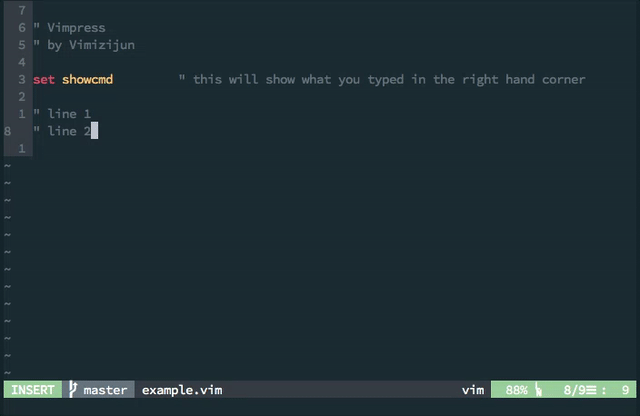 7
6 " Vimpress
5 " by Vimizijun
4
3 set showcmd " this will show what you typed in the right hand corner
2
1 " line 1
8 " line 2
1
~
~
~
~
~
~
~
~
~
~
~
~
~
INSERT master example.vim vim 88% 8/9 : 9